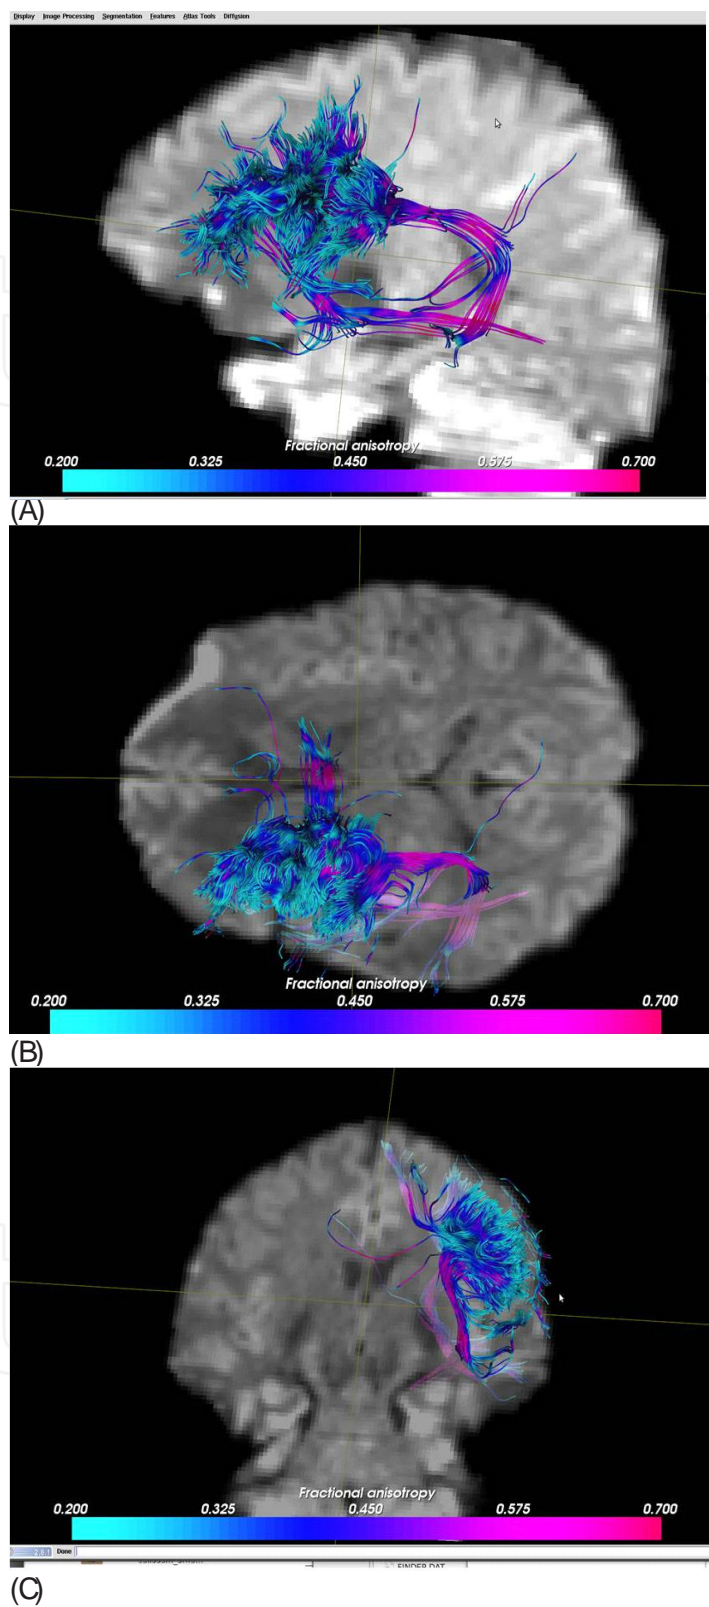 Display Image Processing Segmentation Features Atlas Tools Diffusion
Fractional anisotropy
0.200 0.325 0.450 0.575 0.700
(A)
Fractional anisotropy
0.200 0.325 0.450 0.575 0.700
(B)
Fractional anisotropy
0.200 0.325 0.450 0.575 0.700
Done
FINDER.DAT
(C)